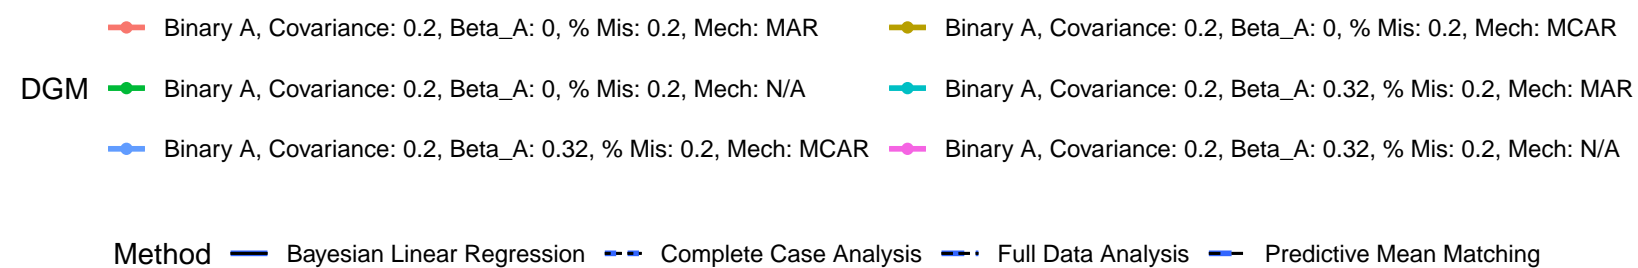 Binary A, Covariance: 0.2, Beta_A: 0, % Mis: 0.2, Mech: MAR Binary A, Covariance: 0.2, Beta_A: 0, % Mis: 0.2, Mech: MCAR
DGM Binary A, Covariance: 0.2, Beta_A: 0, % Mis: 0.2, Mech: N/A Binary A, Covariance: 0.2, Beta_A: 0.32, % Mis: 0.2, Mech: MAR
Binary A, Covariance: 0.2, Beta_A: 0.32, % Mis: 0.2, Mech: MCAR Binary A, Covariance: 0.2, Beta_A: 0.32, % Mis: 0.2, Mech: N/A
Method Bayesian Linear Regression Complete Case Analysis Full Data Analysis Predictive Mean Matching